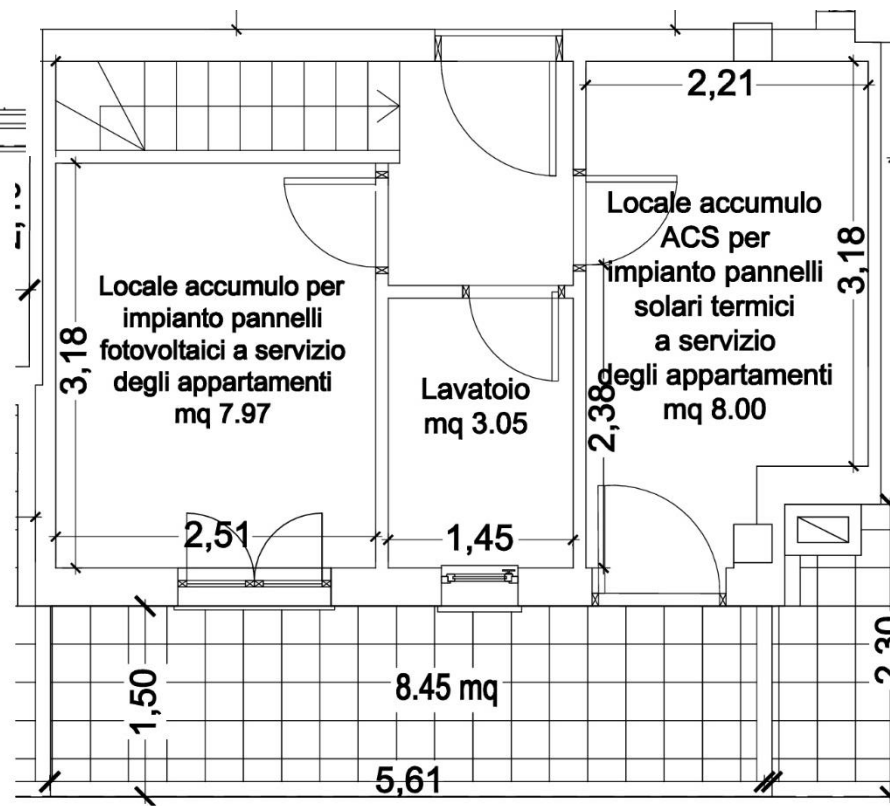 2,21
Locale accumulo
ACS per
impianto pannelli
solari termici
a servizio
degli appartamenti
mq 8.00
3,18
Locale accumulo per
impianto pannelli
fotovoltaici a servizio
degli appartamenti
mq 7.97
3,18
Lavatoio
mq 3.05
2,38
2,51
1,45
8.45 mq
1,50
2,30
5,61